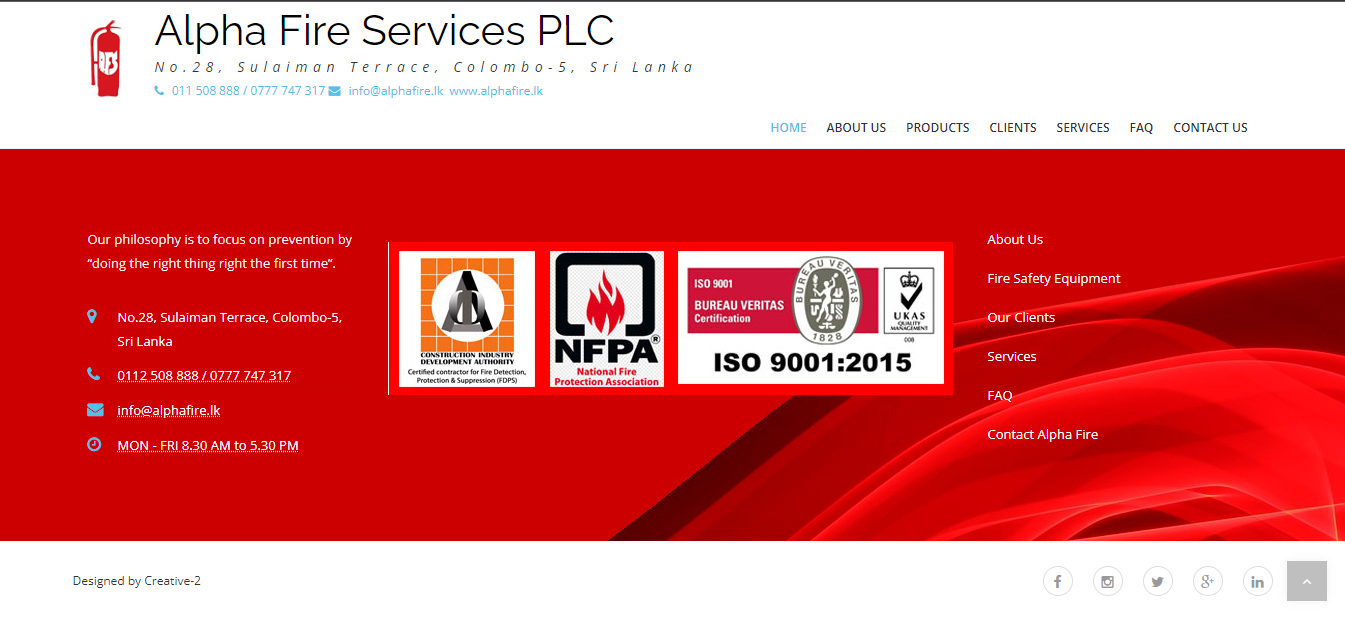 Alpha Fire Services PLC
No.28, Sulaiman Terrace, Colombo-5, Sri Lanka
011 508 888 / 0777 747 317 info@alphafire.lk www.alphafire.lk
HOME ABOUT US PRODUCTS CLIENTS SERVICES FAQ CONTACT US
Our philosophy is to focus on prevention by
“doing the right thing right the first time”.
No.28, Sulaiman Terrace, Colombo-5,
Sri Lanka
0112 508 888 / 0777 747 317
info@alphafire.lk
MON - FRI 8.30 AM to 5.30 PM
CONSTRUCTION INDUSTRY
DEVELOPMENT AUTHORITY
Certified contractor for Fire Detection,
Protection & Suppression (FDPS)
NFPA®
National Fire
Protection Association
ISO 9001
BUREAU VERITAS
Certification
BUREAU VERITAS
1828
UKAS
QUALITY
MANAGEMENT
008
ISO 9001:2015
About Us
Fire Safety Equipment
Our Clients
Services
FAQ
Contact Alpha Fire
Designed by Creative-2